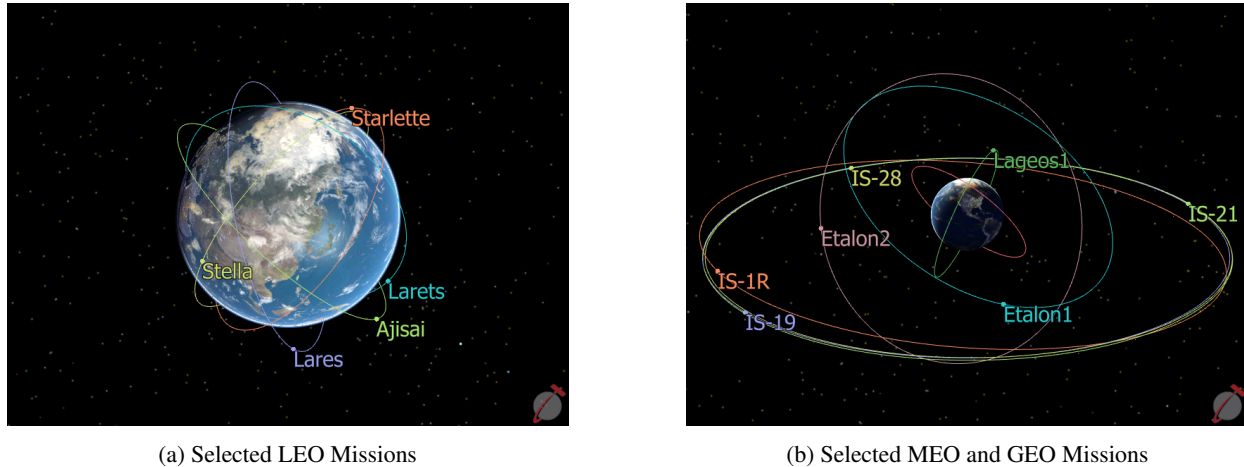 Starlette
Stella
Larets
Ajisai
Lares
(a) Selected LEO Missions
Lageos1
IS-28
IS-21
Etalon2
IS-1R
IS-19
Etalon1
(b) Selected MEO and GEO Missions